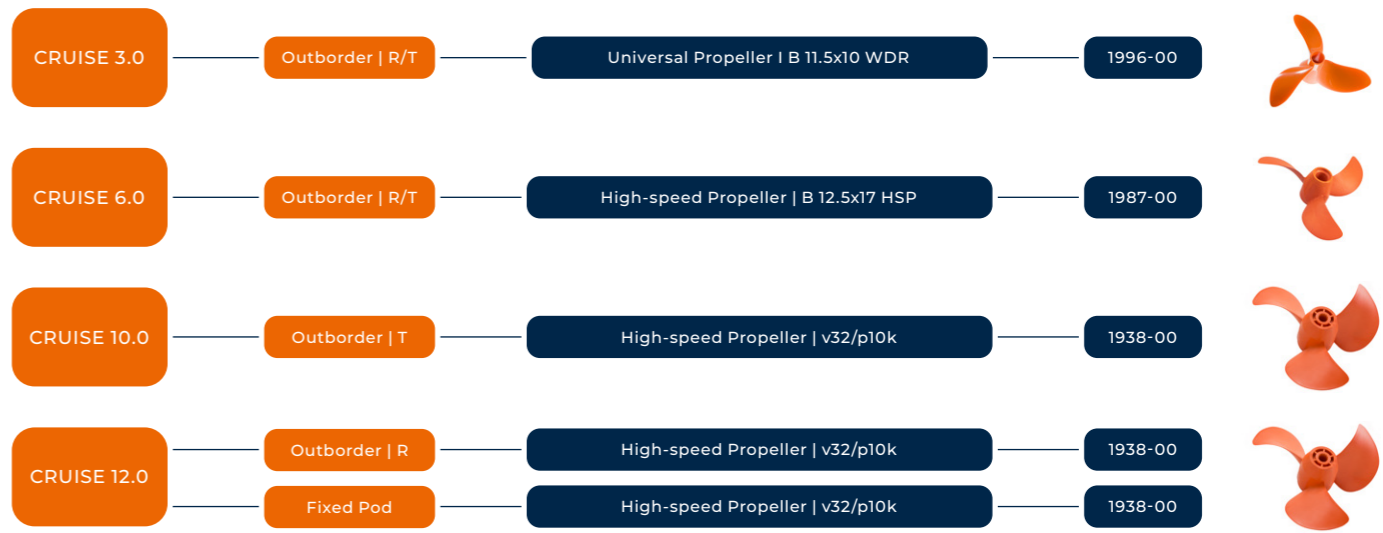 CRUISE 3.0
Outborder | R/T
Universal Propeller I B 11.5x10 WDR
1996-00
CRUISE 6.0
Outborder | R/T
High-speed Propeller | B 12.5x17 HSP
1987-00
CRUISE 10.0
Outborder | T
High-speed Propeller | v32/p10k
1938-00
CRUISE 12.0
Outborder | R
High-speed Propeller | v32/p10k
1938-00
Fixed Pod
High-speed Propeller | v32/p10k
1938-00